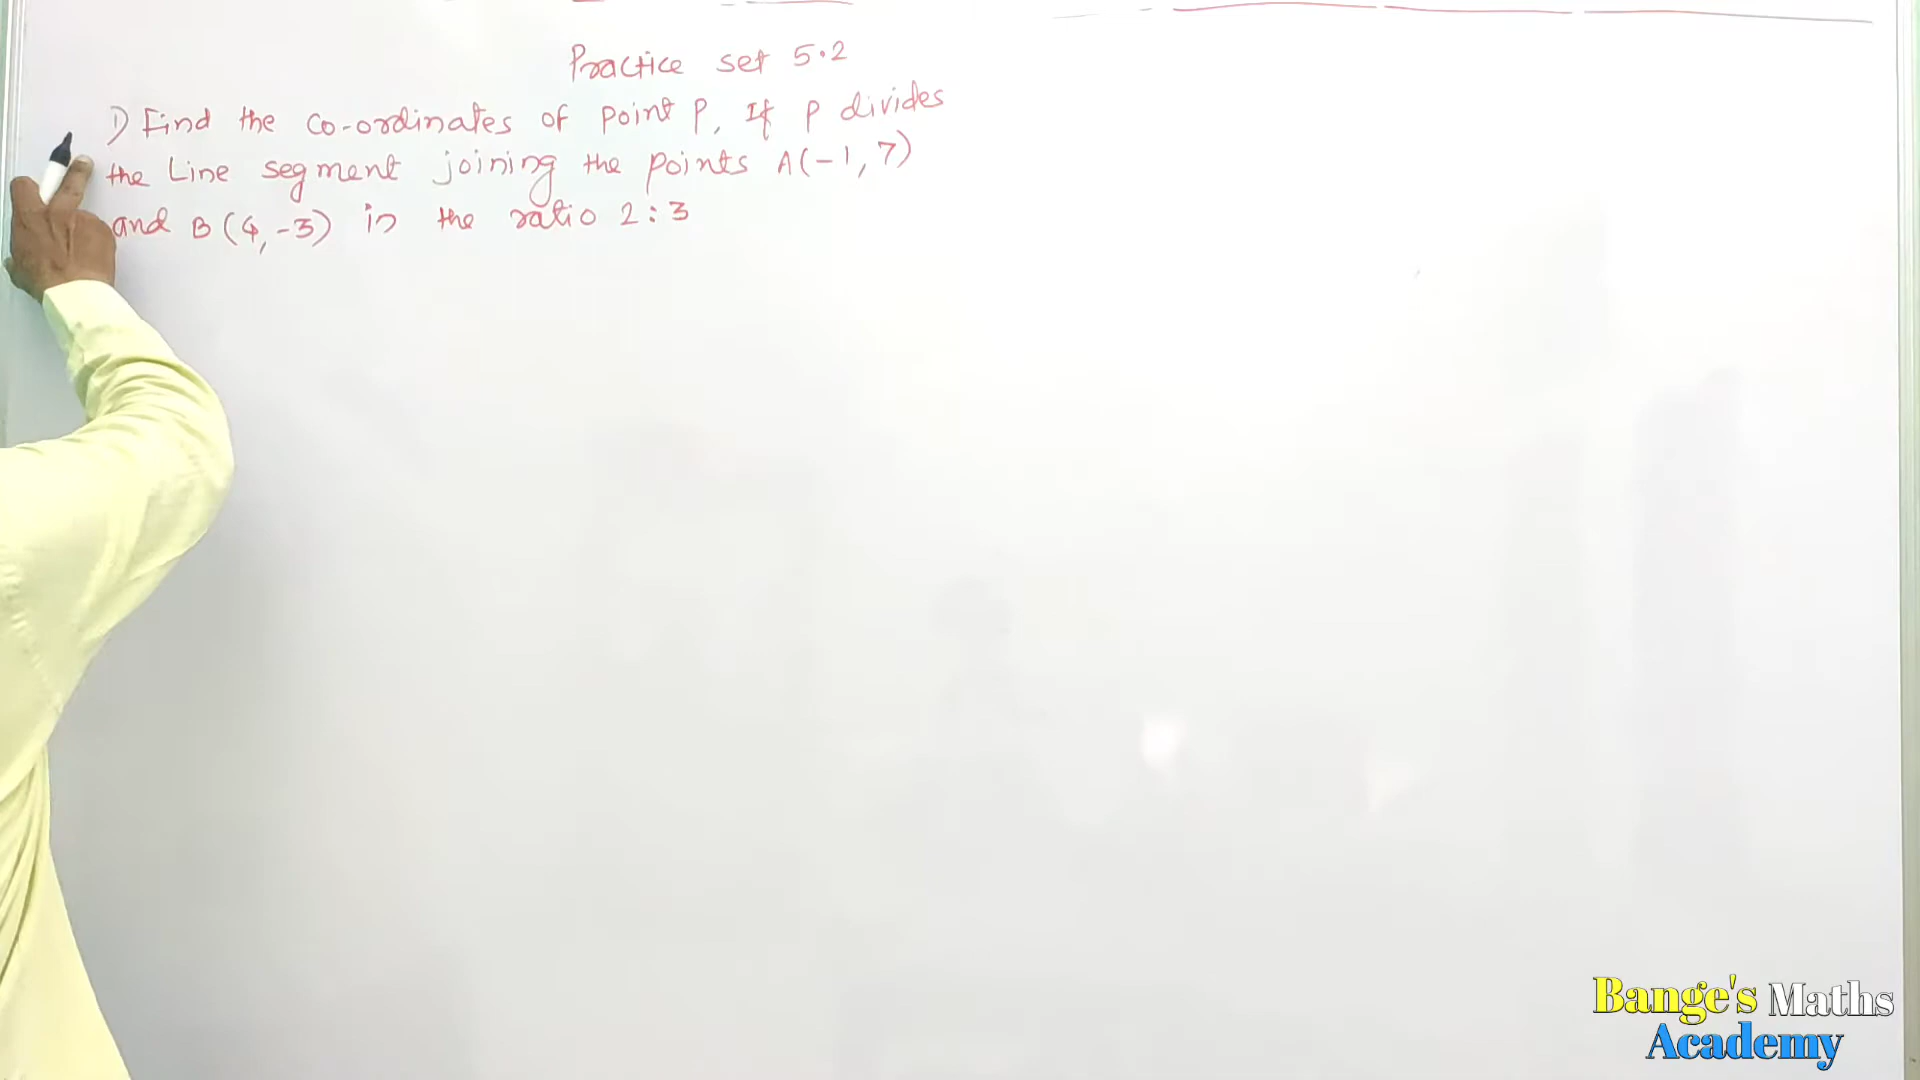 Practice set 5.2
1) Find the co-ordinates of point P, If P divides
the Line segment joining the points A(-1, 7)
and B(4, -3) in the ratio 2:3
Bange's Maths
Academy